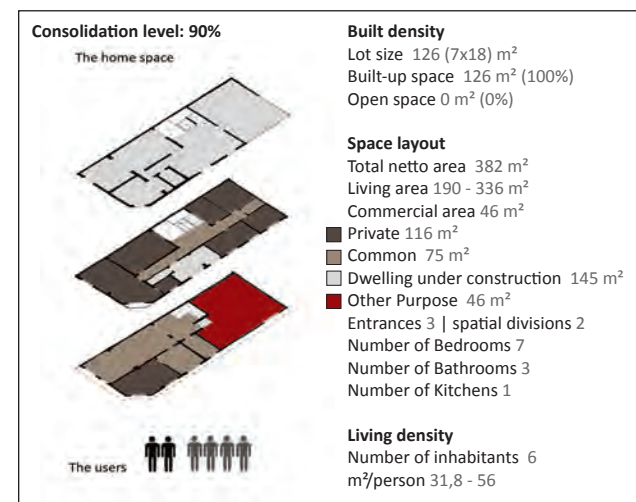 Consolidation level: 90%
The home space
The users
Built density
Lot size 126 (7x18) m²
Built-up space 126 m² (100%)
Open space 0 m² (0%)
Space layout
Total netto area 382 m²
Living area 190 - 336 m²
Commercial area 46 m²
Private 116 m²
Common 75 m²
Dwelling under construction 145 m²
Other Purpose 46 m²
Entrances 3 | spatial divisions 2
Number of Bedrooms 7
Number of Bathrooms 3
Number of Kitchens 1
Living density
Number of inhabitants 6
m²/person 31,8 - 56